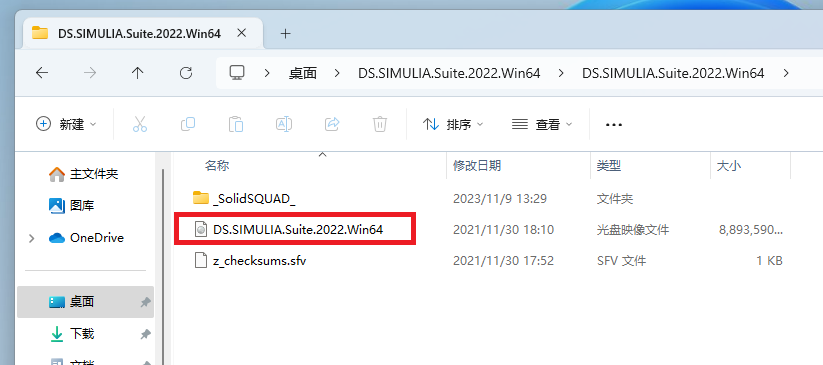 DS.SIMULIA.Suite.2022.Win64
桌面 DS.SIMULIA.Suite.2022.Win64 DS.SIMULIA.Suite.2022.Win64
新建 排序 查看
名称 修改日期 类型 大小
主文件夹
图库
OneDrive
桌面
下载
文档
_SolidSQUAD_ 2023/11/9 13:29 文件夹
DS.SIMULIA.Suite.2022.Win64 2021/11/30 18:10 光盘映像文件 8,893,590...
z_checksums.sfv 2021/11/30 17:52 SFV 文件 1 KB